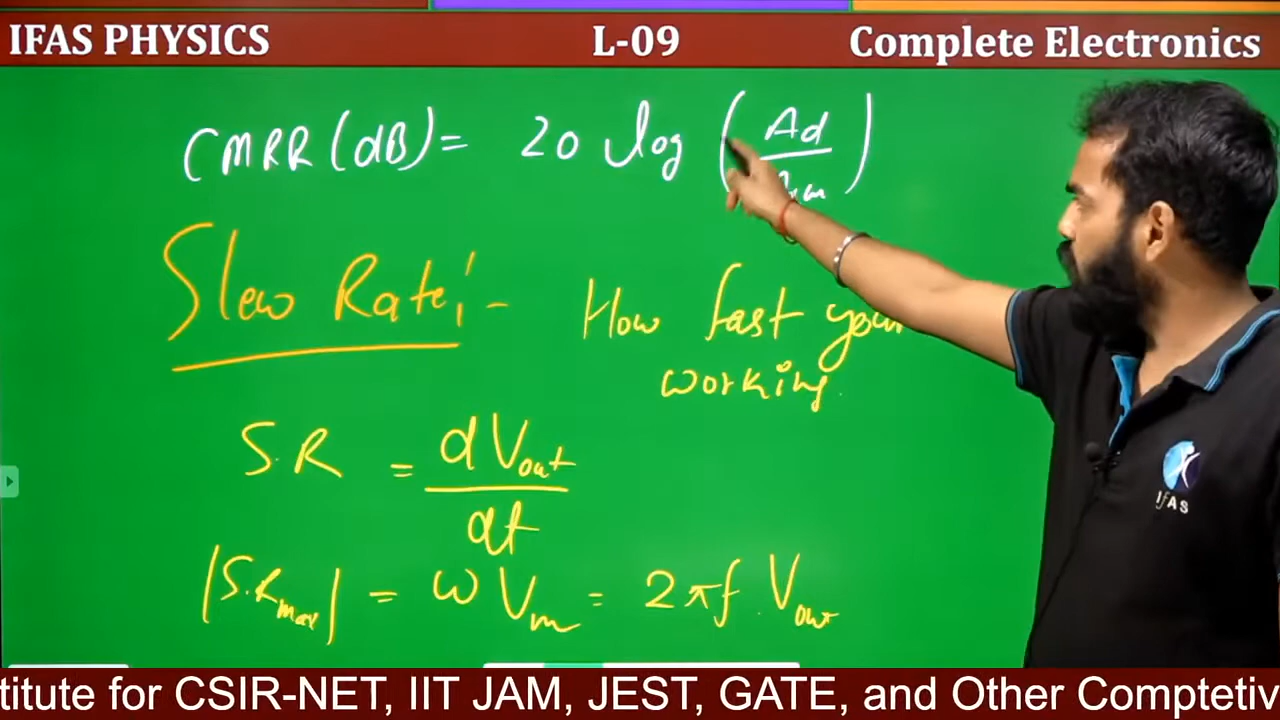 IFAS PHYSICS L-09 Complete Electronics
CMRR (dB) = 20 log (Ad
Slew Rate:- How fast your
working.
S.R = dVout
dt
|S.Rmax| = ω Vm = 2πf. Vout
IFAS
titute for CSIR-NET, IIT JAM, JEST, GATE, and Other Comptetiv